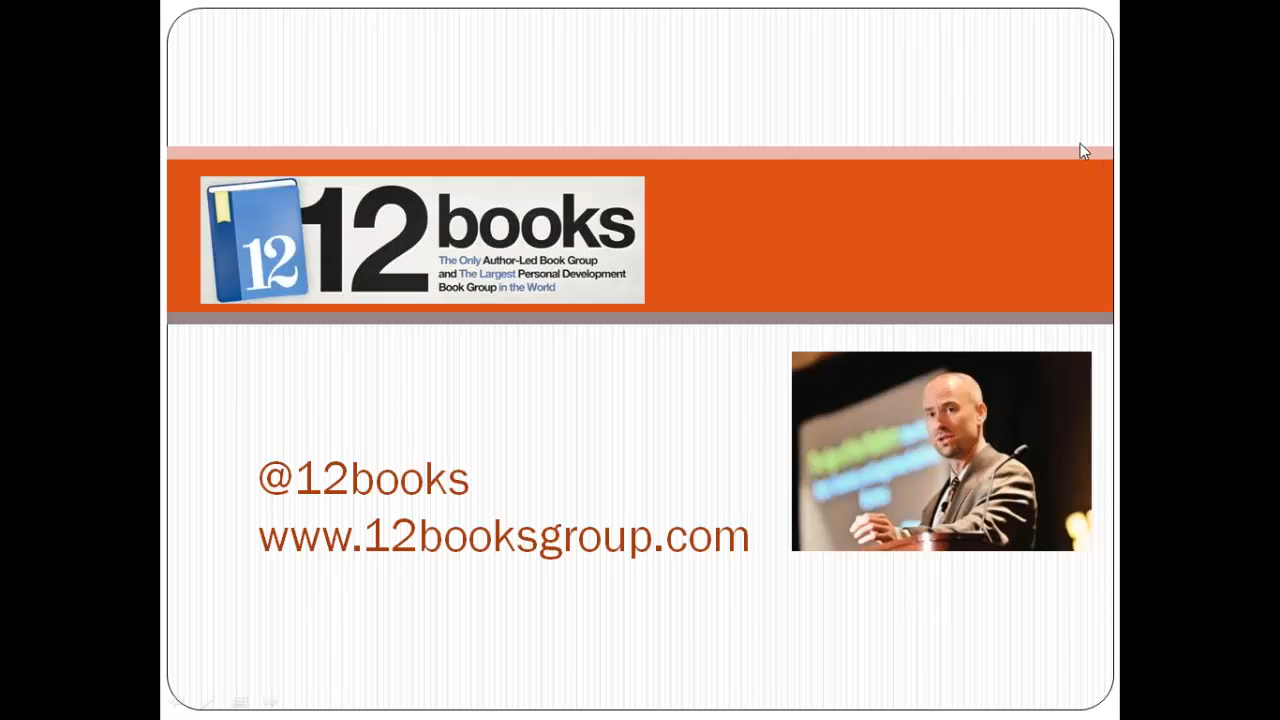 12
12books
The Only Author-Led Book Group
and The Largest Personal Development
Book Group in the World
@12books
www.12booksgroup.com